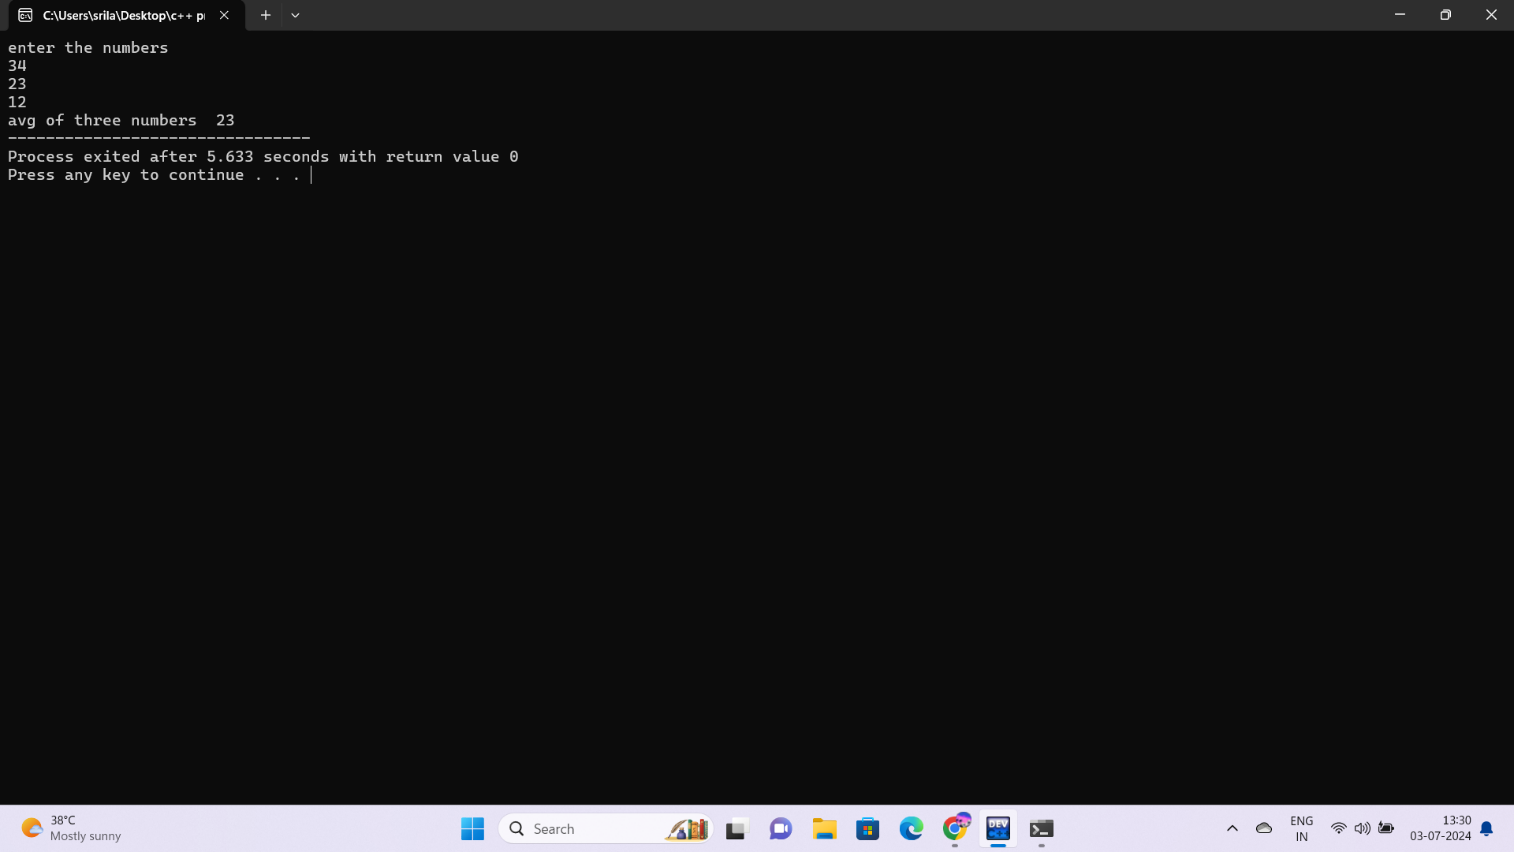 C:\Users\srila\Desktop\c++ pr
enter the numbers
34
23
12
avg of three numbers  23
--------------------------------
Process exited after 5.633 seconds with return value 0
Press any key to continue . . .
38°C
Mostly sunny
Search
DEV
ENG
IN
13:30
03-07-2024